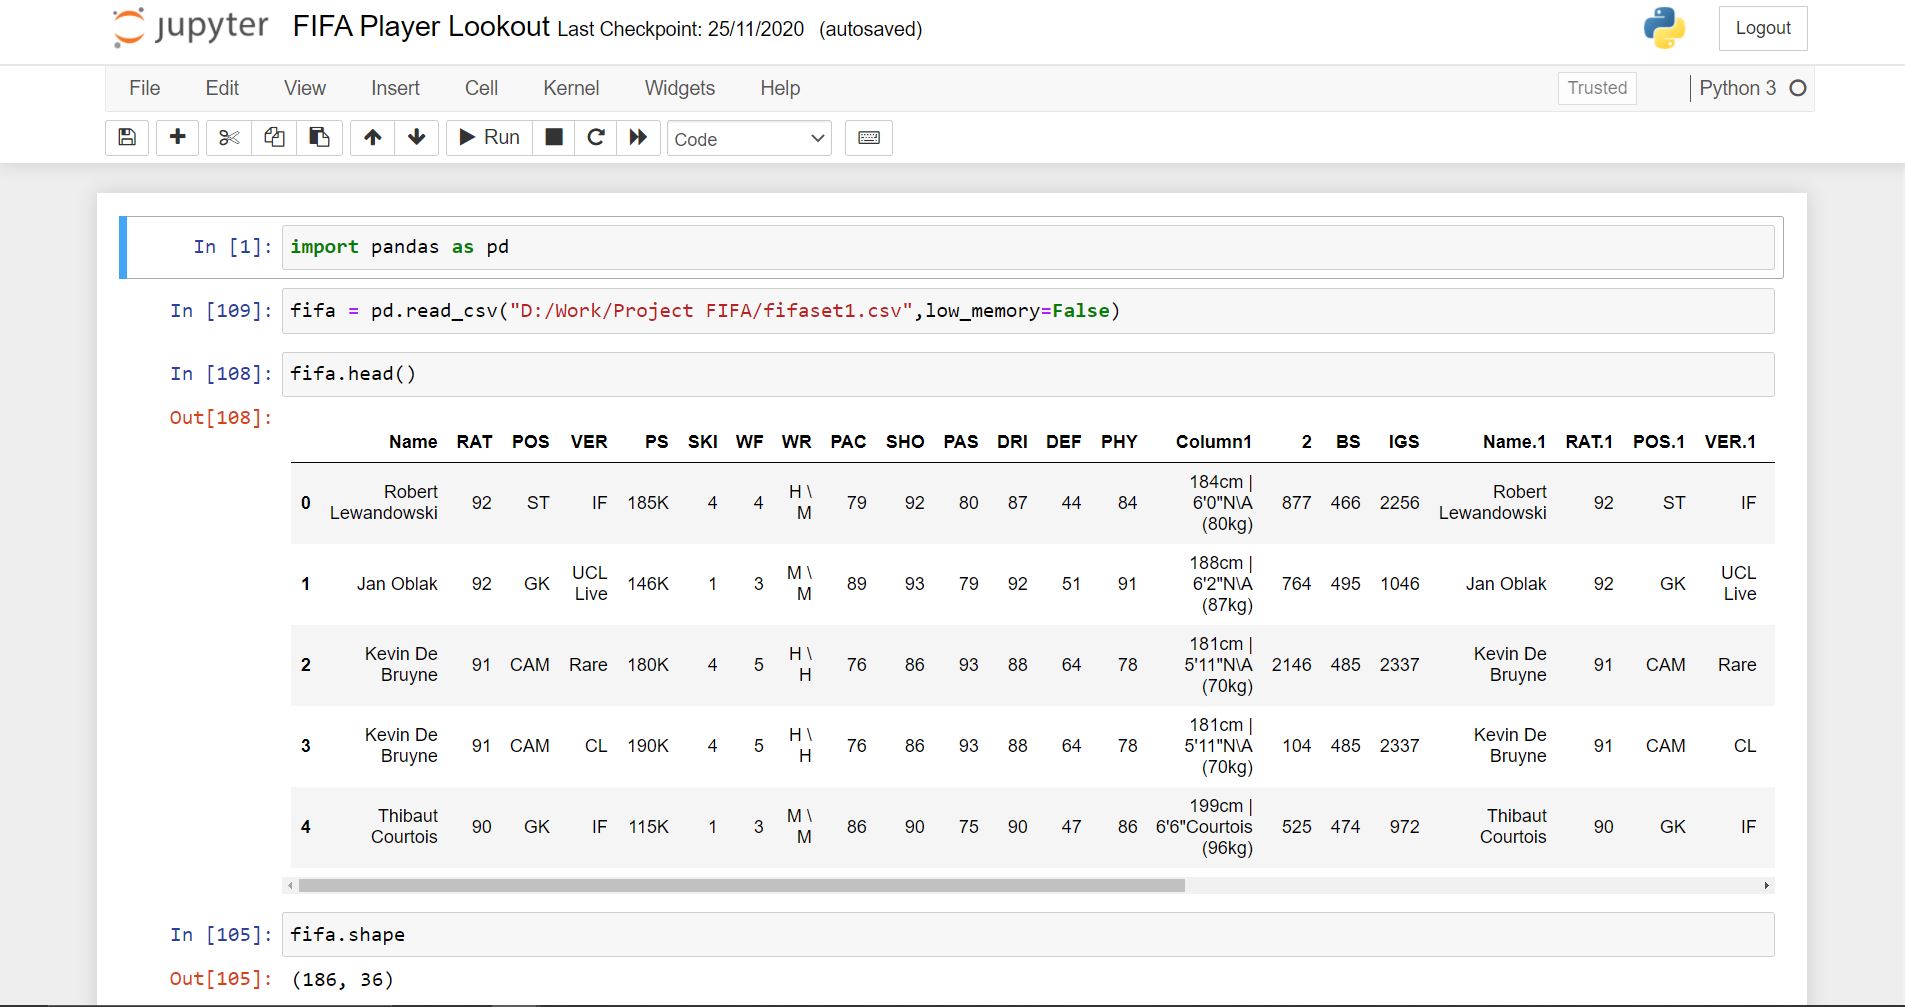 jupyter FIFA Player Lookout Last Checkpoint: 25/11/2020 (autosaved) Logout
File Edit View Insert Cell Kernel Widgets Help Trusted Python 3
Run Code
In [1]: import pandas as pd
In [109]: fifa = pd.read_csv("D:/Work/Project FIFA/fifaset1.csv",low_memory=False)
In [108]: fifa.head()
Out[108]:
Name RAT POS VER PS SKI WF WR PAC SHO PAS DRI DEF PHY Column1 2 BS IGS Name.1 RAT.1 POS.1 VER.1
0 Robert Lewandowski 92 ST IF 185K 4 4 H \ M 79 92 80 87 44 84 184cm | 6'0"N\A (80kg) 877 466 2256 Robert Lewandowski 92 ST IF
1 Jan Oblak 92 GK UCL Live 146K 1 3 M \ M 89 93 79 92 51 91 188cm | 6'2"N\A (87kg) 764 495 1046 Jan Oblak 92 GK UCL Live
2 Kevin De Bruyne 91 CAM Rare 180K 4 5 H \ H 76 86 93 88 64 78 181cm | 5'11"N\A (70kg) 2146 485 2337 Kevin De Bruyne 91 CAM Rare
3 Kevin De Bruyne 91 CAM CL 190K 4 5 H \ H 76 86 93 88 64 78 181cm | 5'11"N\A (70kg) 104 485 2337 Kevin De Bruyne 91 CAM CL
4 Thibaut Courtois 90 GK IF 115K 1 3 M \ M 86 90 75 90 47 86 199cm | 6'6"Courtois (96kg) 525 474 972 Thibaut Courtois 90 GK IF
In [105]: fifa.shape
Out[105]: (186, 36)